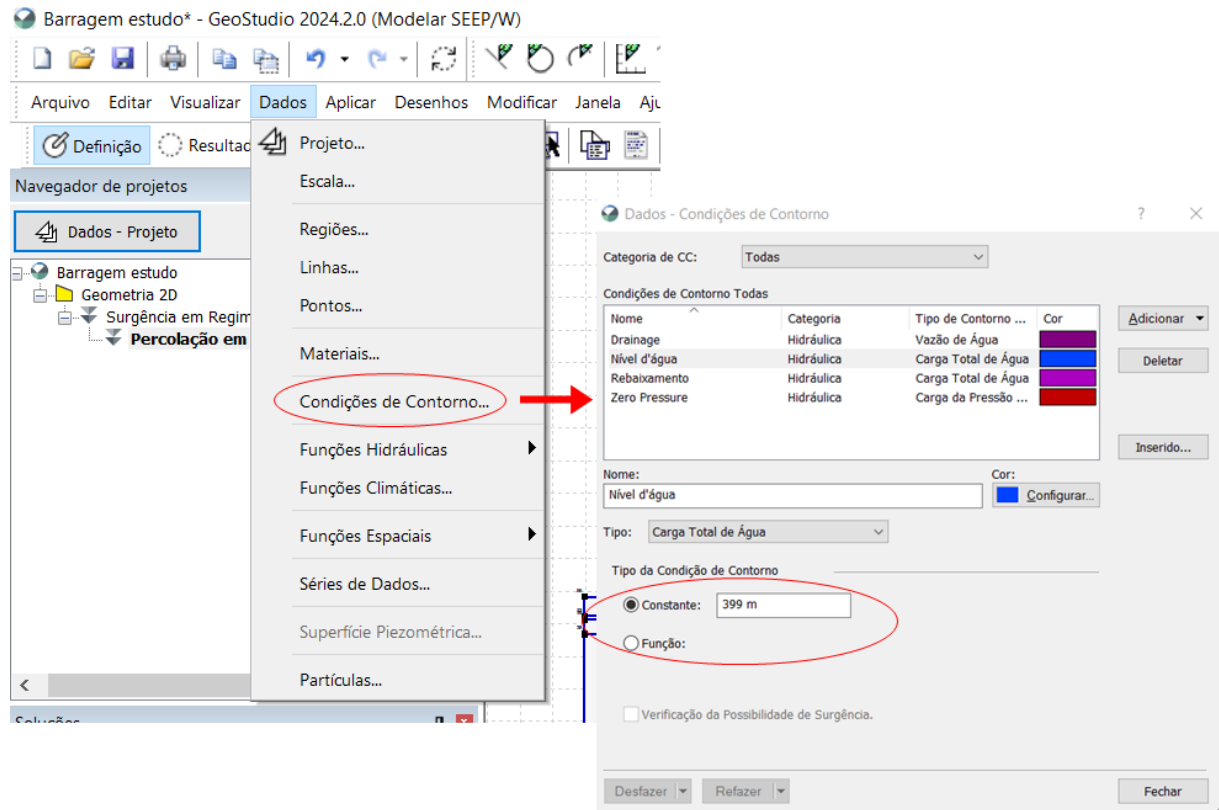 Barragem estudo* - GeoStudio 2024.2.0 (Modelar SEEP/W)
Arquivo Editar Visualizar Dados Aplicar Desenhos Modificar Janela Aju
Definição Resultad
Navegador de projetos
Dados - Projeto
Barragem estudo
Geometria 2D
Surgência em Regim
Percolação em
Projeto...
Escala...
Regiões...
Linhas...
Pontos...
Materiais...
Condições de Contorno...
Funções Hidráulicas
Funções Climáticas...
Funções Espaciais
Séries de Dados...
Superfície Piezométrica...
Partículas...
Soluções
Dados - Condições de Contorno ?
Categoria de CC: Todas
Condições de Contorno Todas
Nome Categoria Tipo de Contorno ... Cor
Drainage Hidráulica Vazão de Água
Nível d'água Hidráulica Carga Total de Água
Rebaixamento Hidráulica Carga Total de Água
Zero Pressure Hidráulica Carga da Pressão ...
Adicionar
Deletar
Inserido...
Nome: Cor:
Nível d'água Configurar...
Tipo: Carga Total de Água
Tipo da Condição de Contorno
Constante: 399 m
Função:
Verificação da Possibilidade de Surgência.
Desfazer Refazer Fechar